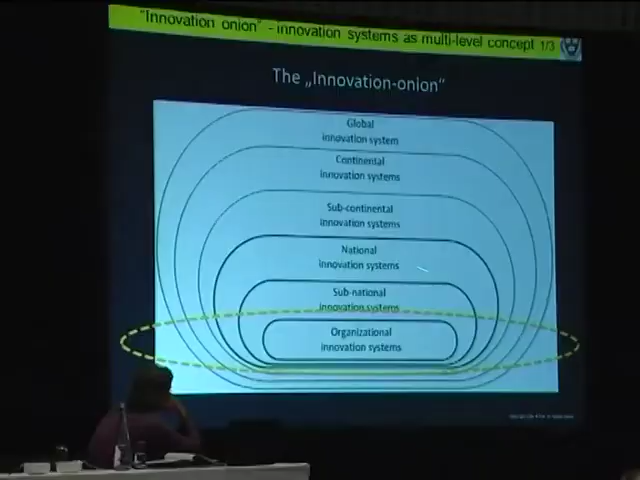 "Innovation onion" - innovation systems as multi-level concept 1/3
The „Innovation-onion“
Global
innovation system
Continental
innovation systems
Sub-continental
innovation systems
National
innovation systems
Sub-national
innovation systems
Organizational
innovation systems